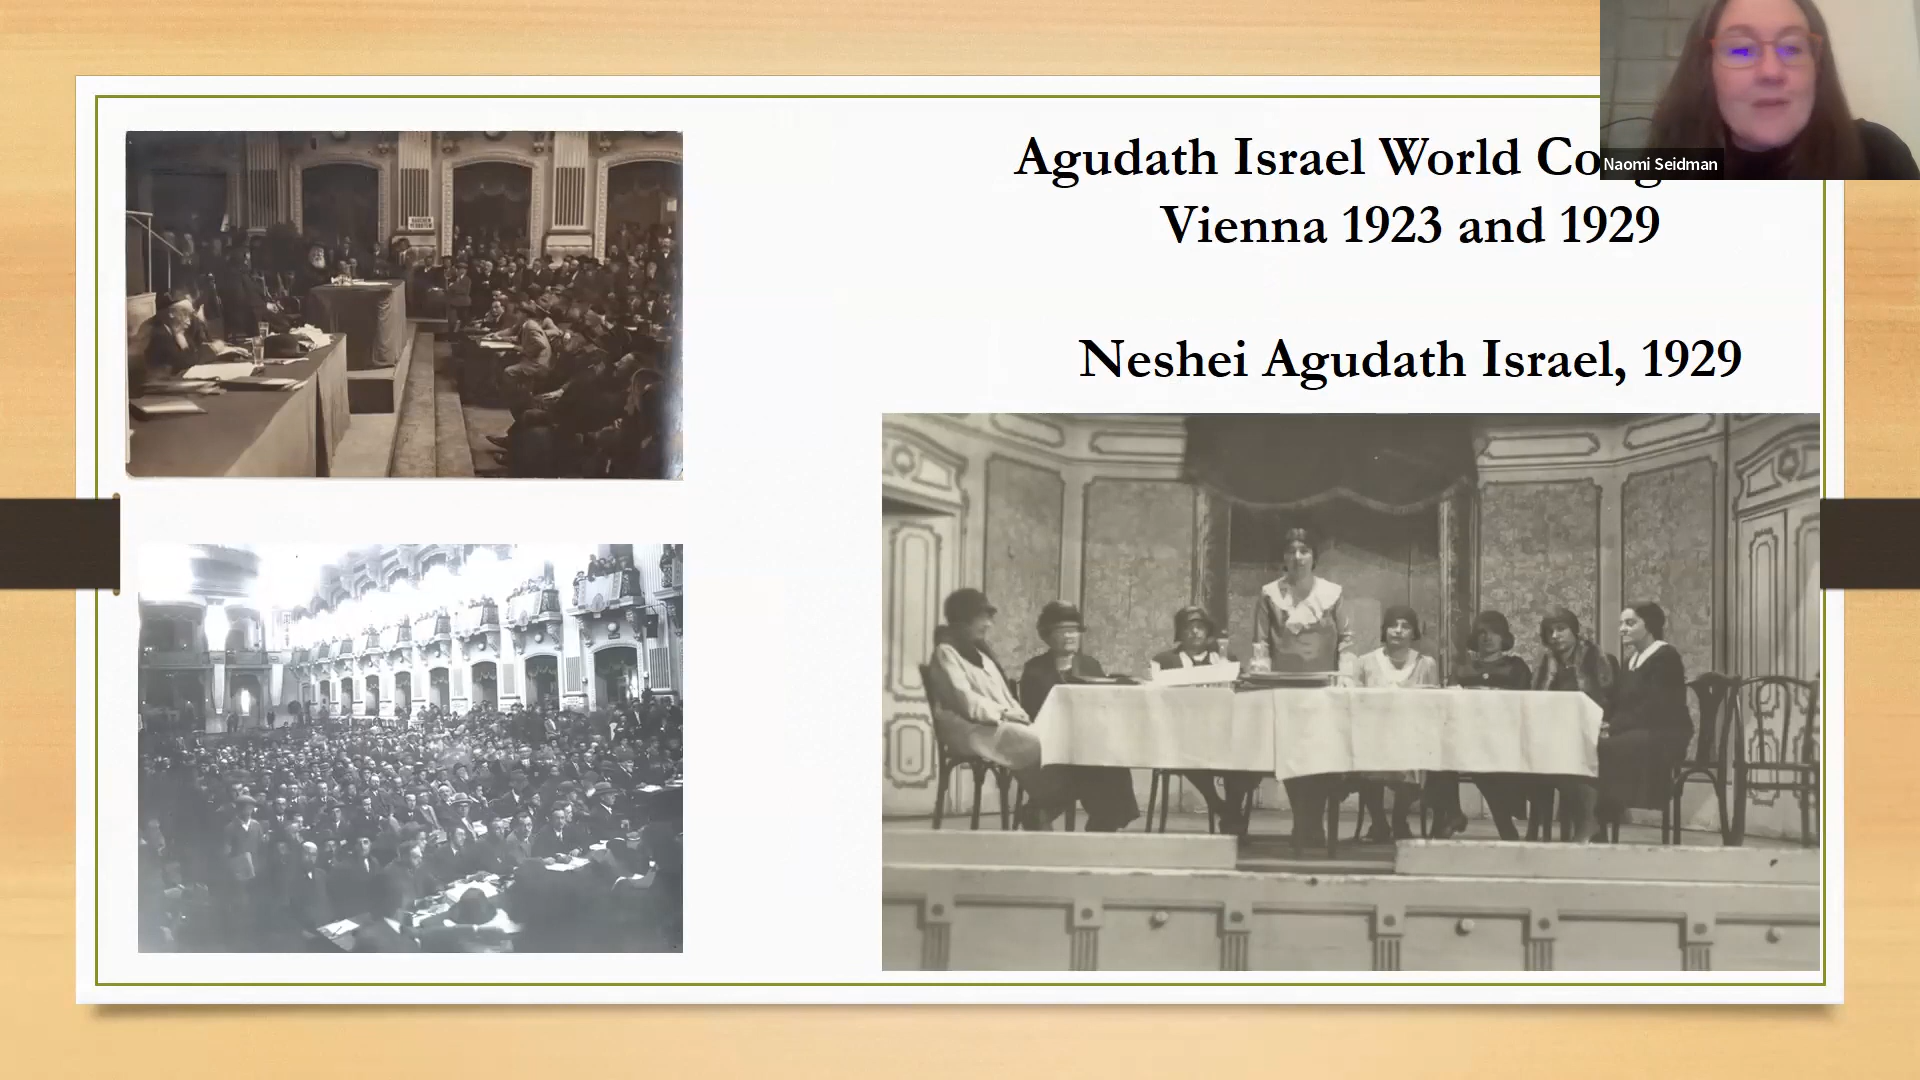 Agudath Israel World Co
Vienna 1923 and 1929
Neshei Agudath Israel, 1929
Naomi Seidman